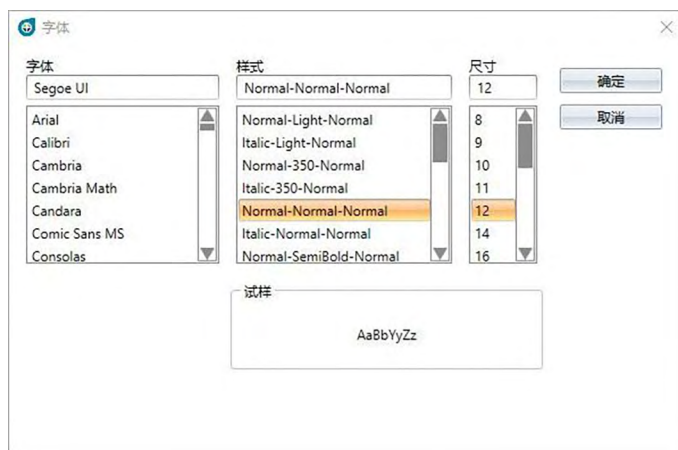 字体
字体
Segoe UI
Arial
Calibri
Cambria
Cambria Math
Candara
Comic Sans MS
Consolas
样式
Normal-Normal-Normal
Normal-Light-Normal
Italic-Light-Normal
Normal-350-Normal
Italic-350-Normal
Normal-Normal-Normal
Italic-Normal-Normal
Normal-SemiBold-Normal
尺寸
12
8
9
10
11
12
14
16
确定
取消
试样
AaBbYyZz